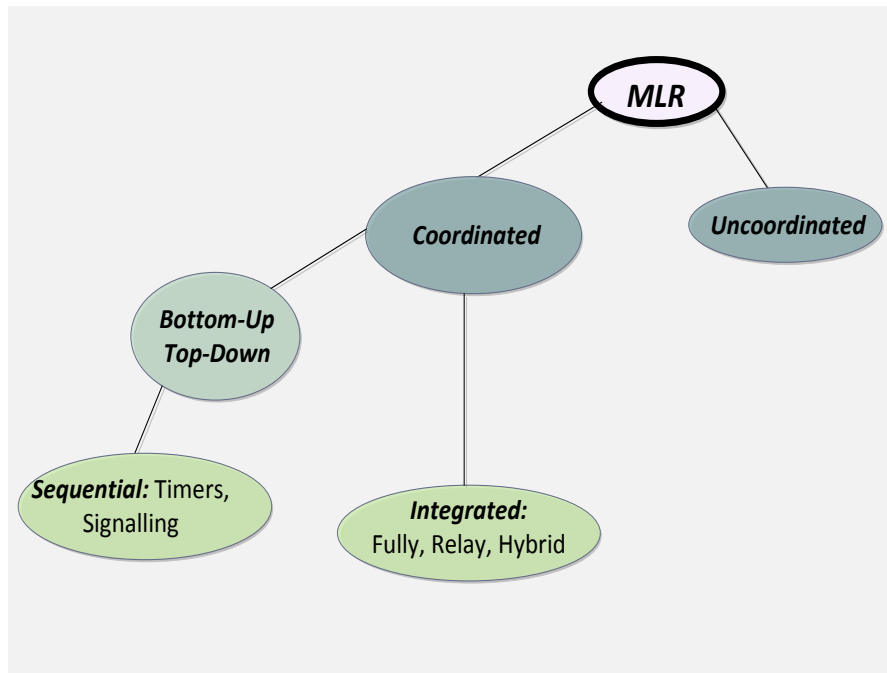 MLR
Coordinated
Uncoordinated
Bottom-Up
Top-Down
Sequential: Timers,
Signalling
Integrated:
Fully, Relay, Hybrid